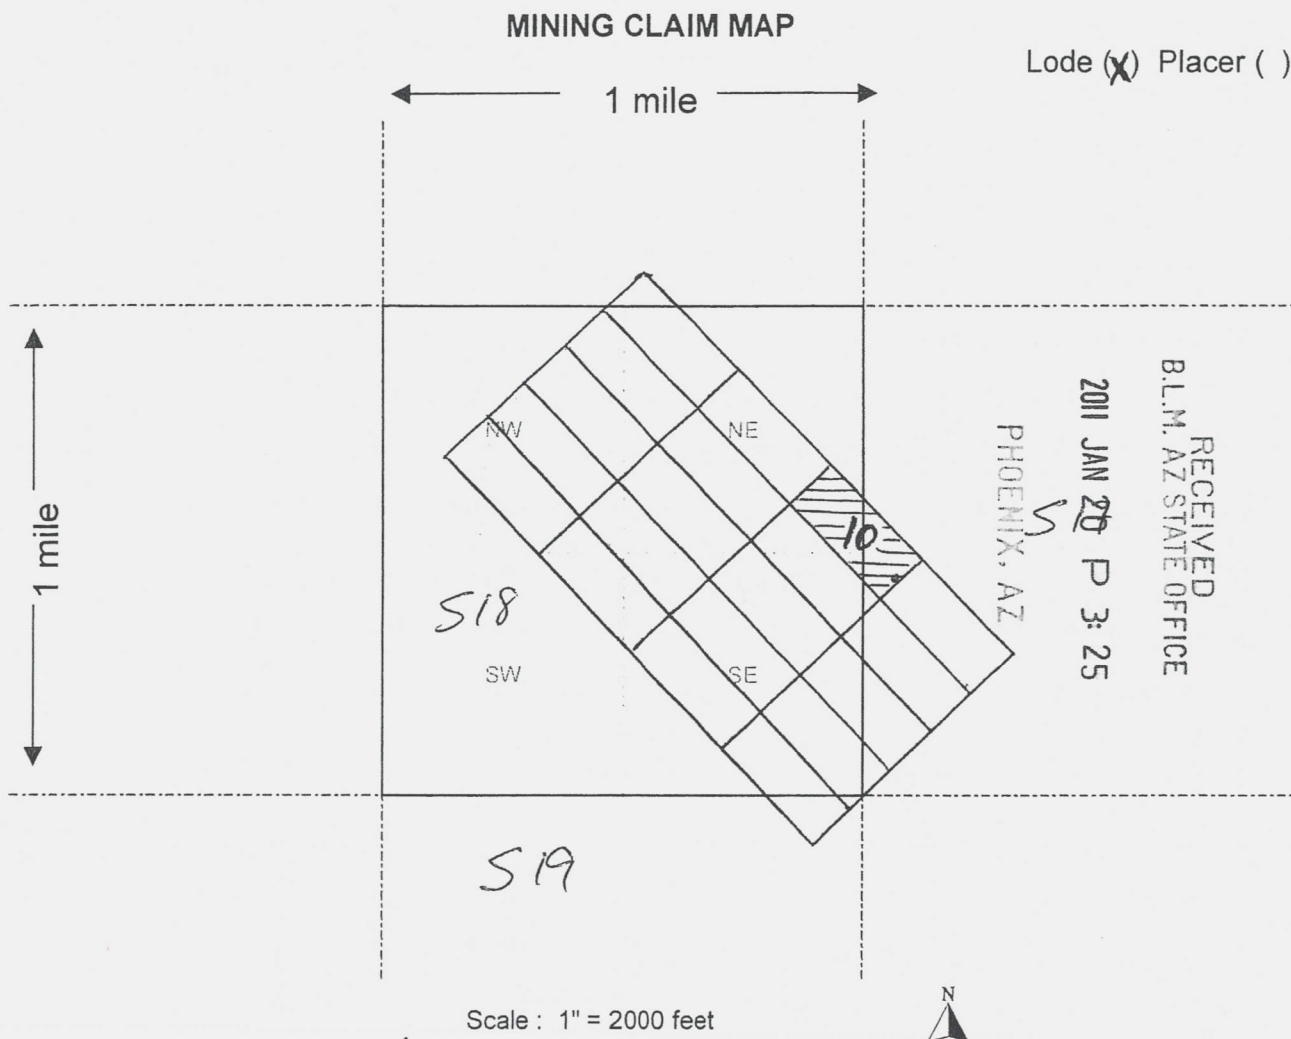 MINING CLAIM MAP
Lode (X) Placer ( )
1 mile
1 mile
NW
NE
10
S18
SW
SE
S19
RECEIVED
B.L.M. AZ STATE OFFICE
2011 JAN 20 P 3: 25
PHOENIX, AZ
Scale : 1" = 2000 feet
N